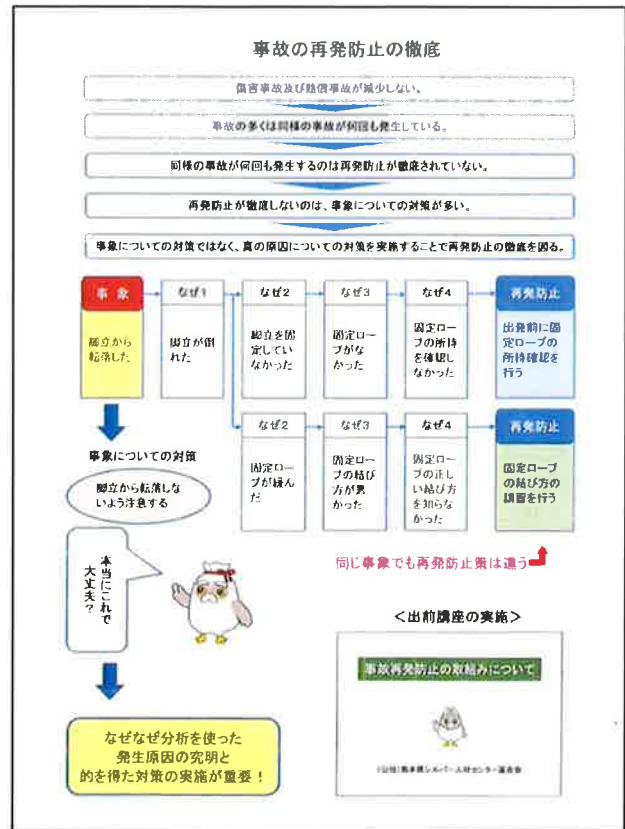 事故の再発防止の徹底
傷害事故及び賠償事故が減少しない。
事故の多くは同様の事故が何回も発生している。
同様の事故が何回も発生するのは再発防止が徹底されていない。
再発防止が徹底しないのは、事象についての対策が多い。
事象についての対策ではなく、真の原因についての対策を実施することで再発防止の徹底を図る。
事 象
なぜ1
なぜ2
なぜ3
なぜ4
再発防止
脚立から
転落した
脚立が倒
れた
脚立を固
定してい
なかった
固定ロー
プがな
かった
固定ロー
プの所持
を確認し
なかった
出発前に固
定ロープの
所持確認を
行う
なぜ2
なぜ3
なぜ4
再発防止
固定ロー
プが緩ん
だ
固定ロー
プの結び
方が悪
かった
固定ロー
プの正し
い結び方
を知らな
かった
固定ロープ
の結び方の
講習を行う
事象についての対策
脚立から転落しな
いよう注意する
同じ事象でも再発防止策は違う
本当にこれで
大丈夫?
<出前講座の実施>
事故再発防止の取組みについて
(公社)熊本県シルバー人材センター連合会
なぜなぜ分析を使った
発生原因の究明と
的を得た対策の実施が重要!